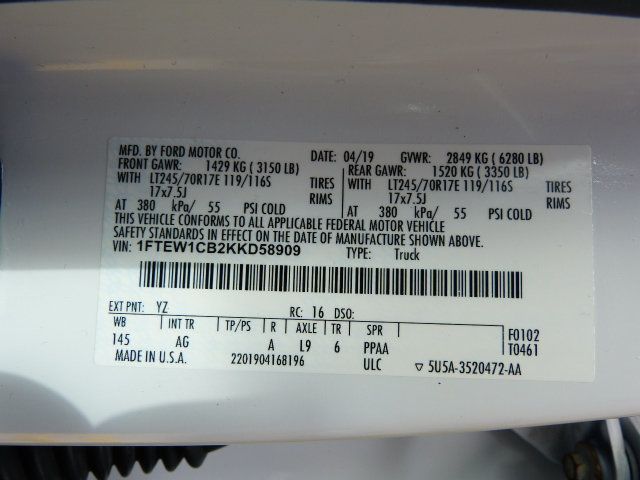 MFD. BY FORD MOTOR CO. DATE: 04/19 GVWR: 2849 KG ( 6280 LB)
FRONT GAWR: 1429 KG ( 3150 LB) REAR GAWR: 1520 KG ( 3350 LB)
WITH LT245/70R17E 119/116S TIRES WITH LT245/70R17E 119/116S TIRES
17x7.5J RIMS 17x7.5J RIMS
AT 380 kPa/ 55 PSI COLD AT 380 kPa/ 55 PSI COLD
THIS VEHICLE CONFORMS TO ALL APPLICABLE FEDERAL MOTOR VEHICLE
SAFETY STANDARDS IN EFFECT ON THE DATE OF MANUFACTURE SHOWN ABOVE.
VIN: 1FTEW1CB2KKD58909 TYPE: Truck
EXT PNT: YZ RC: 16 DSO:
WB INT TR TP/PS R AXLE TR SPR F0102
145 AG A L9 6 PPAA T0461
MADE IN U.S.A. 2201904168196 ULC ▽ 5U5A-3520472-AA